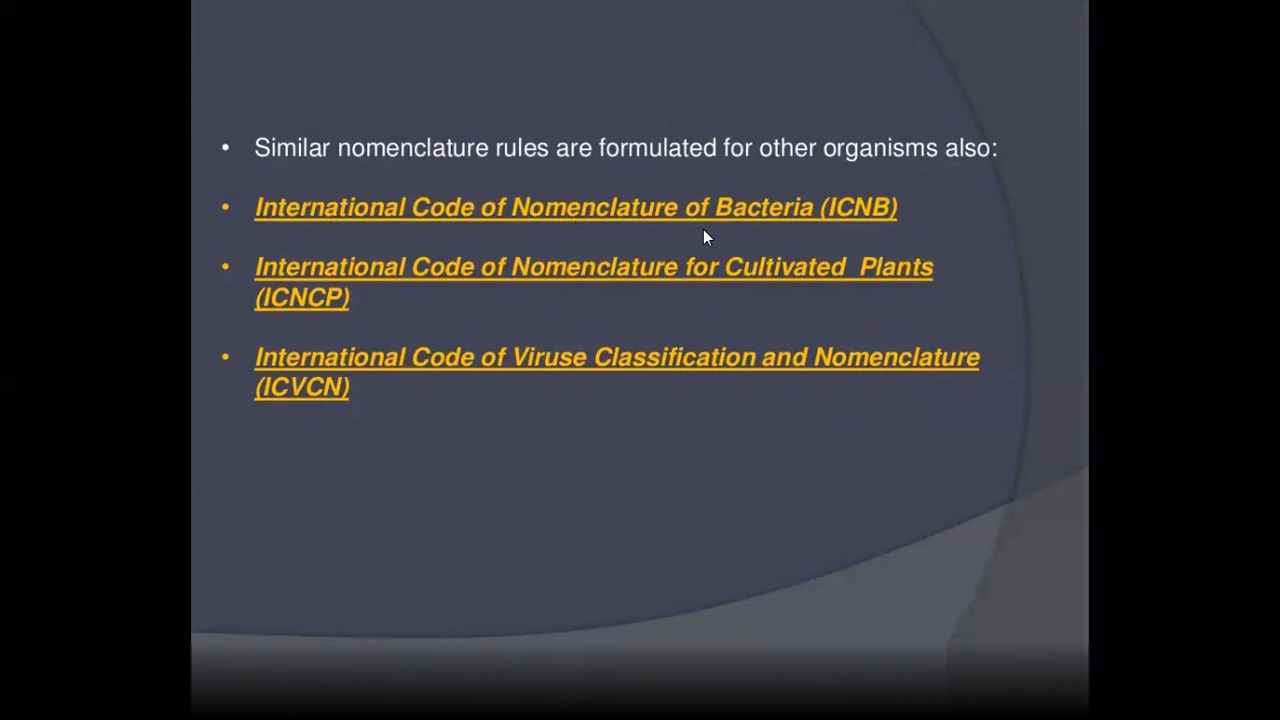 • Similar nomenclature rules are formulated for other organisms also:
• International Code of Nomenclature of Bacteria (ICNB)
• International Code of Nomenclature for Cultivated  Plants
(ICNCP)
• International Code of Viruse Classification and Nomenclature
(ICVCN)